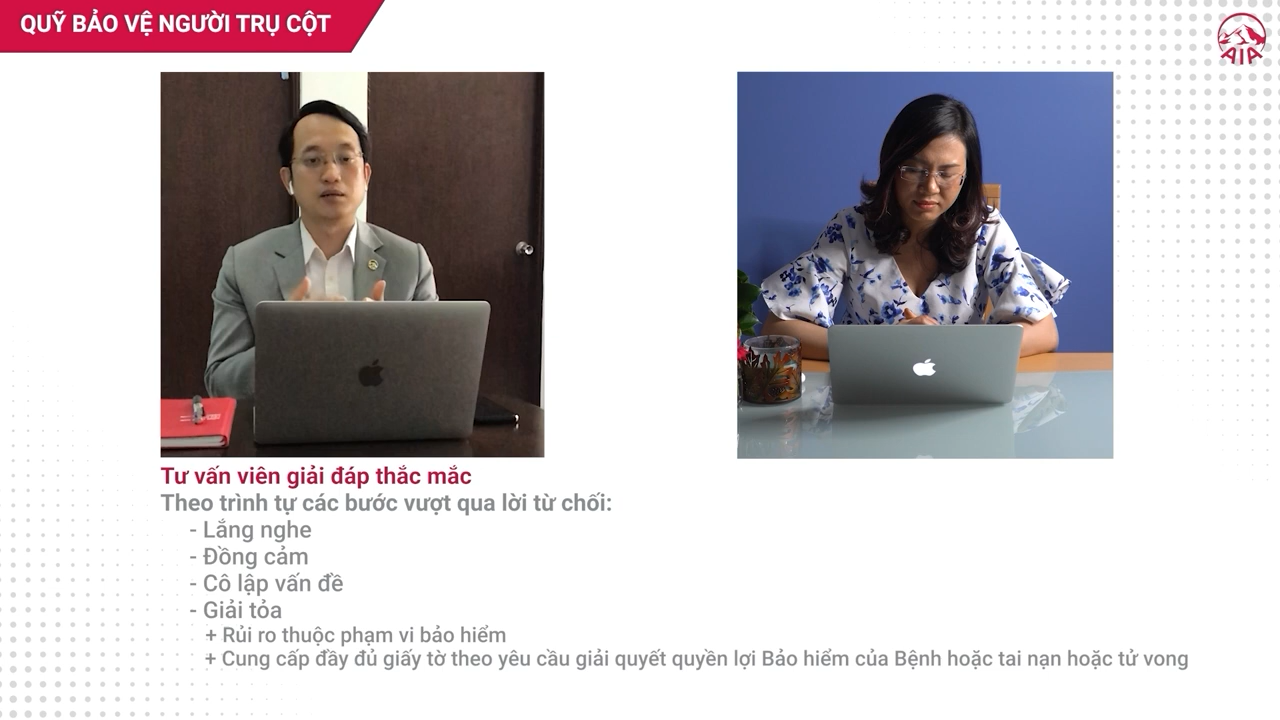 QUỸ BẢO VỆ NGƯỜI TRỤ CỘT
AIA
Tư vấn viên giải đáp thắc mắc
Theo trình tự các bước vượt qua lời từ chối:
- Lắng nghe
- Đồng cảm
- Cô lập vấn đề
- Giải tỏa
+ Rủi ro thuộc phạm vi bảo hiểm
+ Cung cấp đầy đủ giấy tờ theo yêu cầu giải quyết quyền lợi Bảo hiểm của Bệnh hoặc tai nạn hoặc tử vong